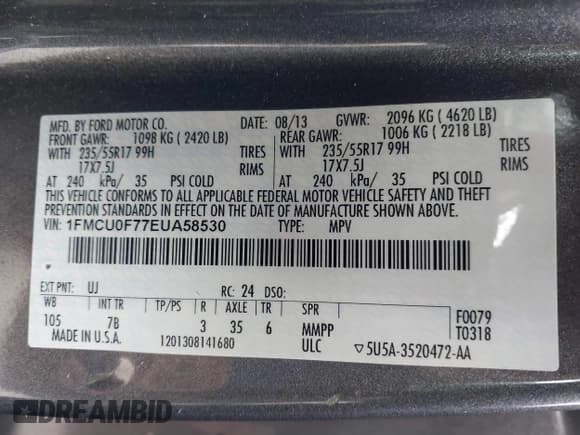 MFD. BY FORD MOTOR CO. DATE: 08/13 GVWR: 2096 KG ( 4620 LB)
FRONT GAWR: 1098 KG ( 2420 LB) REAR GAWR: 1006 KG ( 2218 LB)
WITH 235/55R17 99H TIRES WITH 235/55R17 99H TIRES
17X7.5J RIMS 17X7.5J RIMS
AT 240 kPa/ 35 PSI COLD AT 240 kPa/ 35 PSI COLD
THIS VEHICLE CONFORMS TO ALL APPLICABLE FEDERAL MOTOR VEHICLE SAFETY AND THEFT
PREVENTION STANDARDS IN EFFECT ON THE DATE OF MANUFACTURE SHOWN ABOVE.
VIN: 1FMCU0F77EUA58530 TYPE: MPV
EXT PNT: UJ RC: 24 DSO:
WB INT TR TP/PS R AXLE TR SPR F0079
105 7B 3 35 6 MMPP T0318
MADE IN U.S.A. 1201308141680 ULC ▽5U5A-3520472-AA
DREAMBID